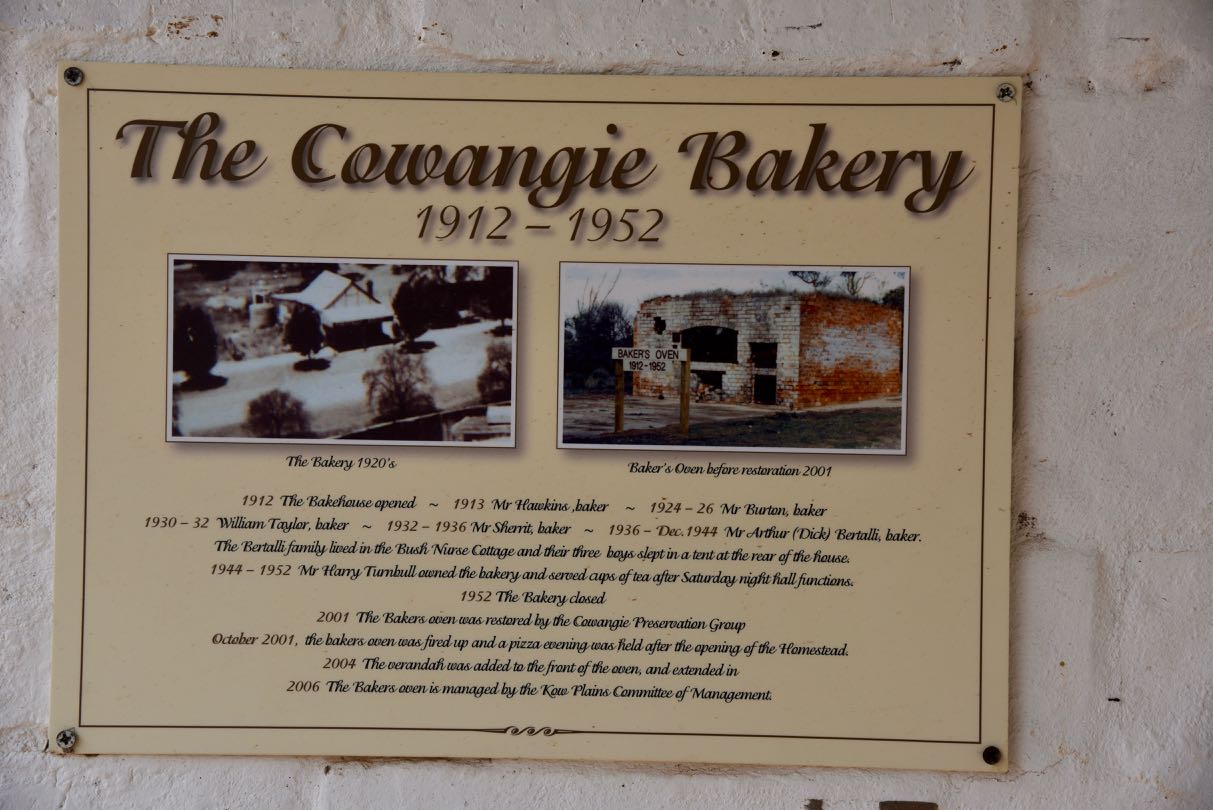 The Cowangie Bakery
1912 – 1952
BAKER'S OVEN
1912-1952
The Bakery 1920's
Baker's Oven before restoration 2001
1912 The Bakehouse opened ~ 1913 Mr Hawkins ,baker ~ 1924 – 26 Mr Burton, baker
1930 – 32 William Taylor, baker ~ 1932 – 1936 Mr Sherrit, baker ~ 1936 – Dec.1944 Mr Arthur (Dick) Bertalli, baker.
The Bertalli family lived in the Bush Nurse Cottage and their three boys slept in a tent at the rear of the house.
1944 – 1952 Mr Harry Turnbull owned the bakery and served cups of tea after Saturday night hall functions.
1952 The Bakery closed
2001 The Bakers oven was restored by the Cowangie Preservation Group
October 2001, the bakers oven was fired up and a pizza evening was held after the opening of the Homestead.
2004 The verandah was added to the front of the oven, and extended in
2006 The Bakers oven is managed by the Kow Plains Committee of Management.